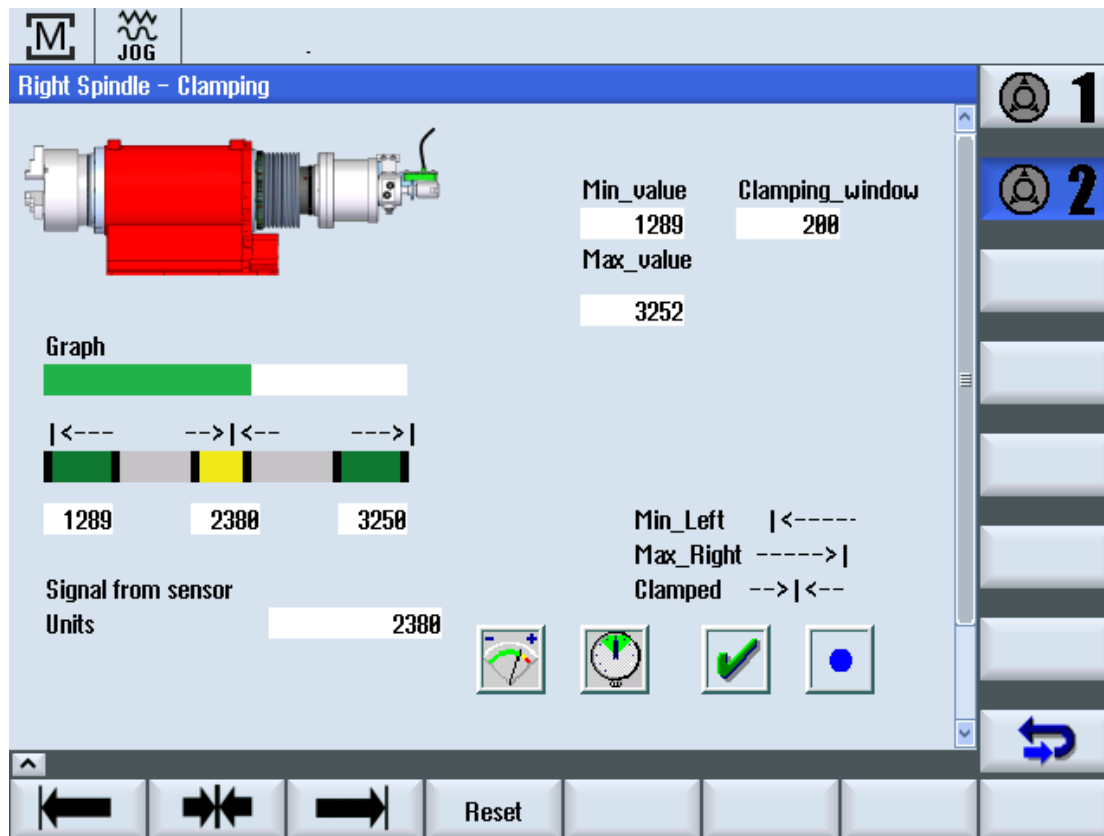 M
JOG
-
Right Spindle - Clamping
1
2
Min_value Clamping_window
1289 200
Max_value
3252
Graph
|<--- -->|<-- --->|
1289 2380 3250
Min_Left |<-----
Max_Right ----->|
Clamped -->|<--
Signal from sensor
Units 2380
- +
Reset